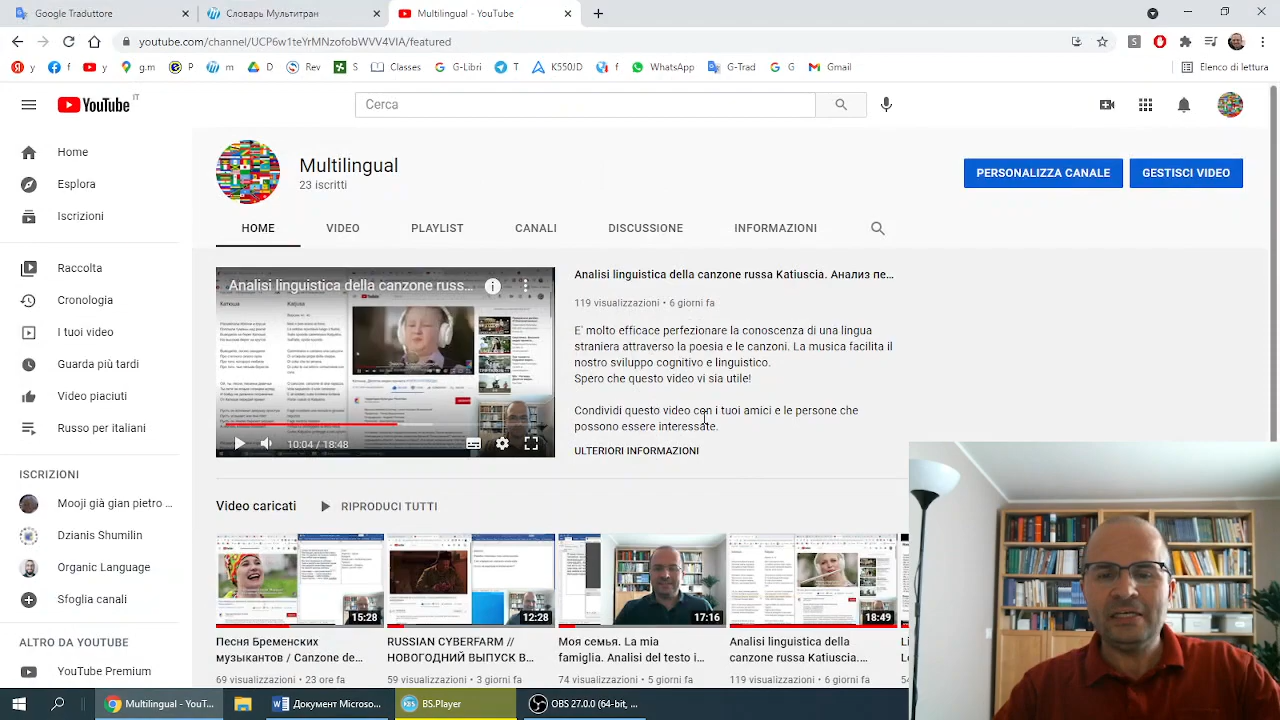 Google Traduttore
Multilingual - YouTube
youtube.com/channel/UCP6w1teYrMNzofobWVV4VIA/featured
y f y g.m P m D Rev S Classes G-Libri T K550JD f WhatsApp G-Trad G Gmail Elenco di lettura
YouTube IT
Cerca
Home
Esplora
Iscrizioni
Raccolta
Cronologia
I tuoi video
Guarda più tardi
Video piaciuti
Russo per italiani
ISCRIZIONI
Mooji già gian pietro ...
Dzianis Shumilin
Organic Language
Sfoglia canali
ALTRO DA YOUTUBE
YouTube Premium
Multilingual
23 iscritti
PERSONALIZZA CANALE
GESTISCI VIDEO
HOME VIDEO PLAYLIST CANALI DISCUSSIONE INFORMAZIONI
Analisi linguistica della canzone russ...
10:04 / 18:48
Analisi linguistica della canzone russa Katiuscia. Анализ пе...
119 visualizzazioni • 6 giorni fa
E' molto efficace perfezionare la conoscenza di una lingua
straniera attraverso la poesia e le canzoni. La musica facilita il
nostro sviluppo cognitivo e linguistico.
Spero che questo video vi sia utile!
Condividi questo video con i tuoi amici e le persone che
possono essere interessate.
ULTERIORI INFORMAZIONI
Video caricati
RIPRODUCI TUTTI
15:28
12:28
17:16
18:49
Песня Бременских
музыкантов / Canzone de...
69 visualizzazioni • 23 ore fa
RUSSIAN CYBERFARM //
НОВОГОДНИЙ ВЫПУСК В...
59 visualizzazioni • 3 giorni fa
Моя семья. La mia
famiglia. Analisi del testo i...
74 visualizzazioni • 5 giorni fa
Analisi linguistica della
canzone russa Katiuscia....
119 visualizzazioni • 6 giorni fa
Multilingual - YouT...
Документ Microso...
BS.Player
OBS 27.0.0 (64-bit, ...